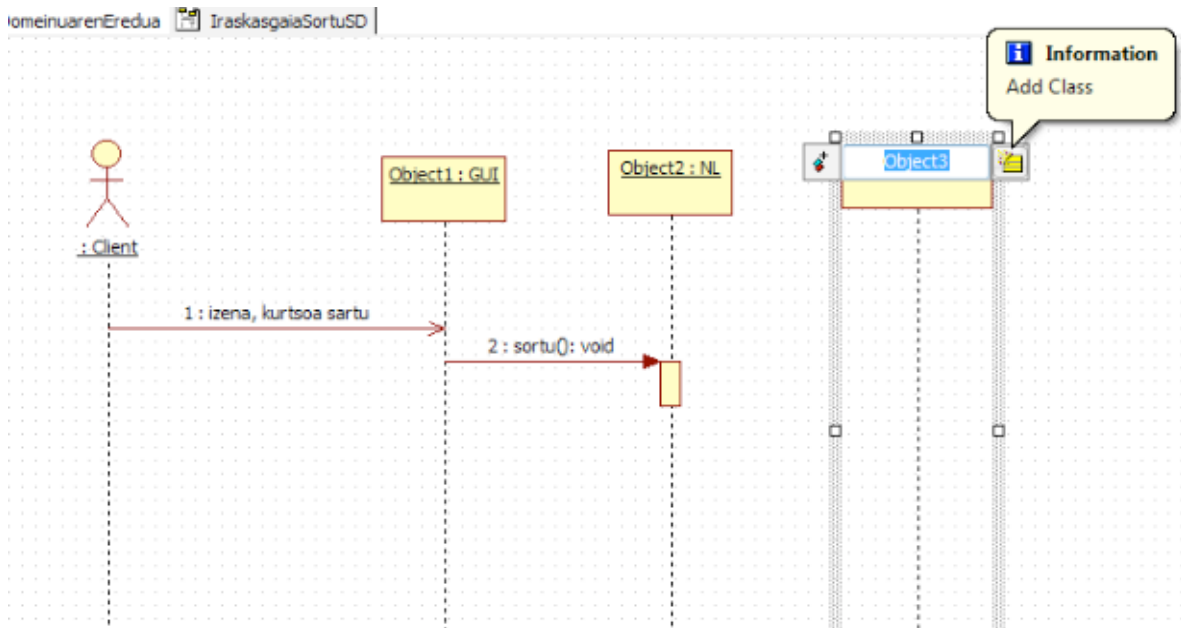 omeinuarenEredua IraskasgaiaSortuSD
Information
Add Class
Object1 : GUI
Object2 : NL
Object3
: Client
1 : izena, kurtsoa sartu
2 : sortu(): void